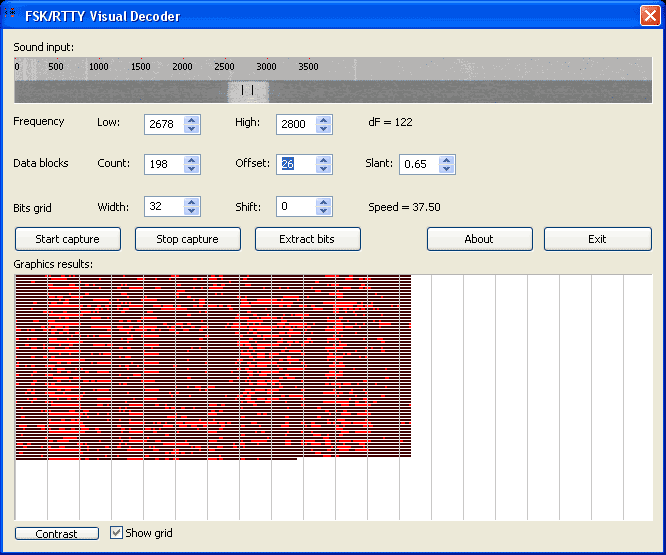 FSK/RTTY Visual Decoder
Sound input:
0 500 1000 1500 2000 2500 3000 3500
Frequency Low: 2678 High: 2800 dF = 122
Data blocks Count: 198 Offset: 26 Slant: 0.65
Bits grid Width: 32 Shift: 0 Speed = 37.50
Start capture Stop capture Extract bits About Exit
Graphics results:
Contrast Show grid